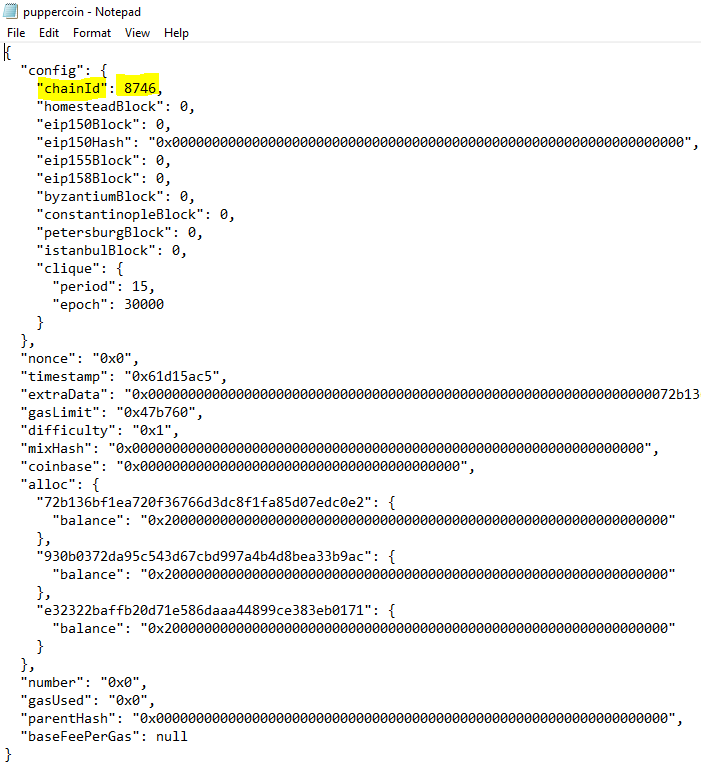 puppercoin - Notepad
File Edit Format View Help
{
  "config": {
    "chainId": 8746,
    "homesteadBlock": 0,
    "eip150Block": 0,
    "eip150Hash": "0x0000000000000000000000000000000000000000000000000000000000000000",
    "eip155Block": 0,
    "eip158Block": 0,
    "byzantiumBlock": 0,
    "constantinopleBlock": 0,
    "petersburgBlock": 0,
    "istanbulBlock": 0,
    "clique": {
      "period": 15,
      "epoch": 30000
    }
  },
  "nonce": "0x0",
  "timestamp": "0x61d15ac5",
  "extraData": "0x000000000000000000000000000000000000000000000000000000000000000072b13
  "gasLimit": "0x47b760",
  "difficulty": "0x1",
  "mixHash": "0x0000000000000000000000000000000000000000000000000000000000000000",
  "coinbase": "0x0000000000000000000000000000000000000000",
  "alloc": {
    "72b136bf1ea720f36766d3dc8f1fa85d07edc0e2": {
      "balance": "0x200000000000000000000000000000000000000000000000000000000000000"
    },
    "930b0372da95c543d67cbd997a4b4d8bea33b9ac": {
      "balance": "0x200000000000000000000000000000000000000000000000000000000000000"
    },
    "e32322baffb20d71e586daaa44899ce383eb0171": {
      "balance": "0x200000000000000000000000000000000000000000000000000000000000000"
    }
  },
  "number": "0x0",
  "gasUsed": "0x0",
  "parentHash": "0x0000000000000000000000000000000000000000000000000000000000000000",
  "baseFeePerGas": null
}